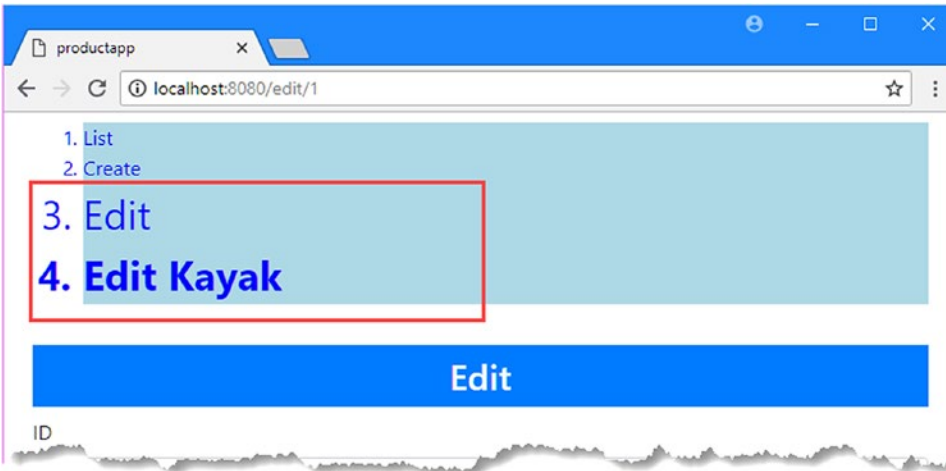 productapp
localhost:8080/edit/1
1. List
2. Create
3. Edit
4. Edit Kayak
Edit
ID